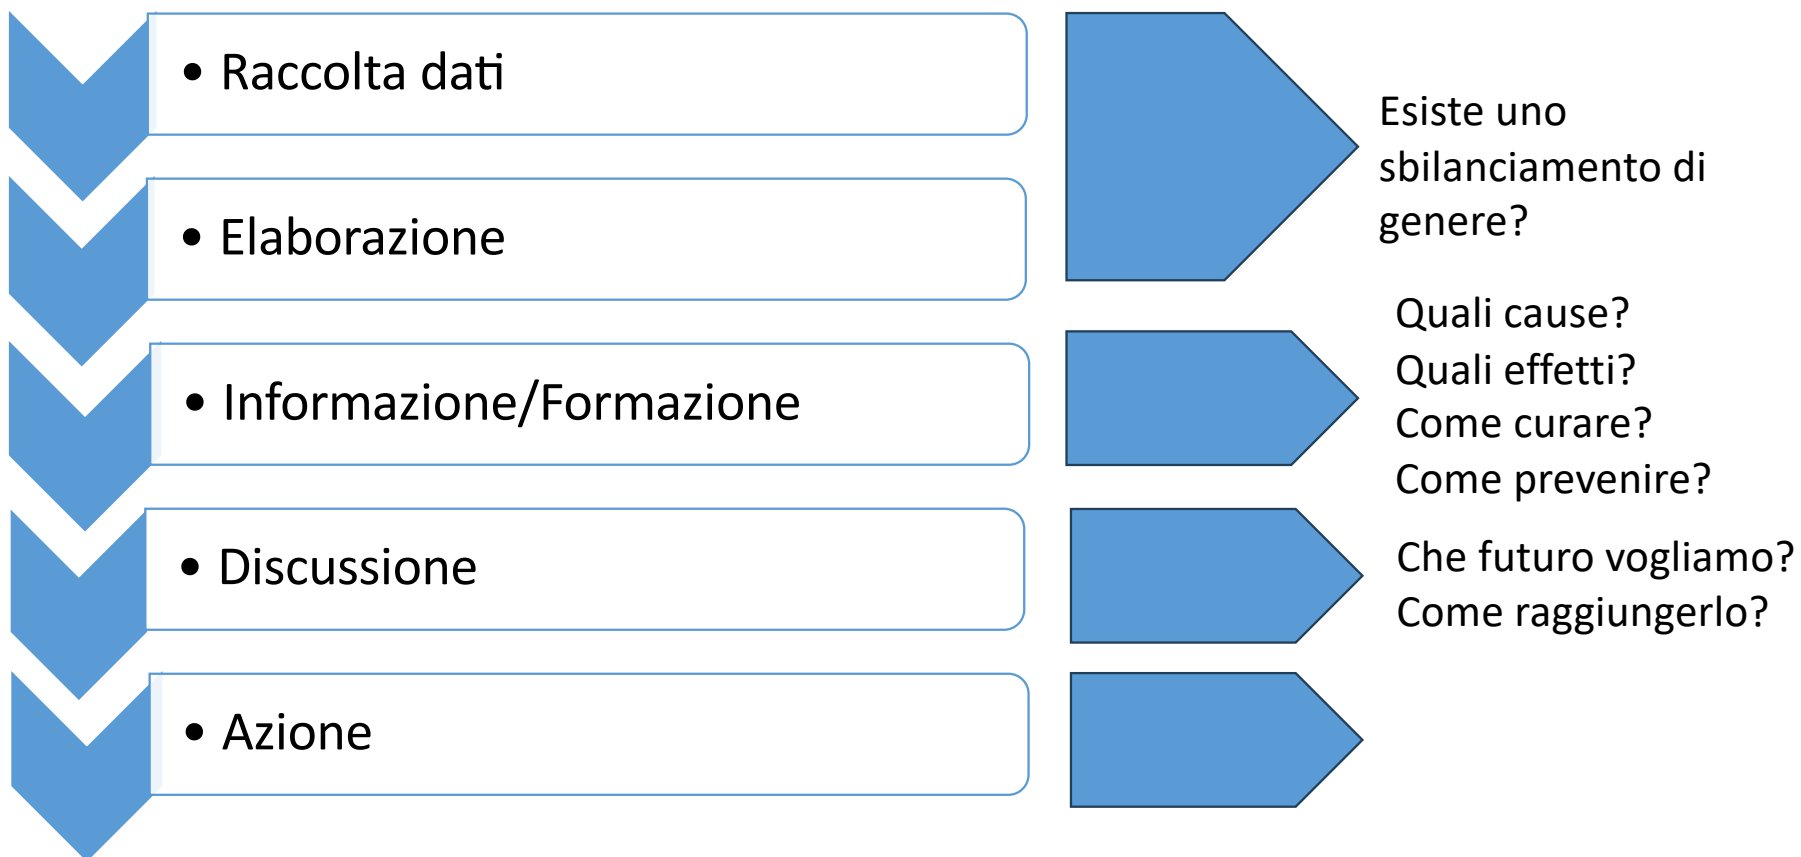 • Raccolta dati
• Elaborazione
• Informazione/Formazione
• Discussione
• Azione
Esiste uno
sbilanciamento di
genere?
Quali cause?
Quali effetti?
Come curare?
Come prevenire?
Che futuro vogliamo?
Come raggiungerlo?